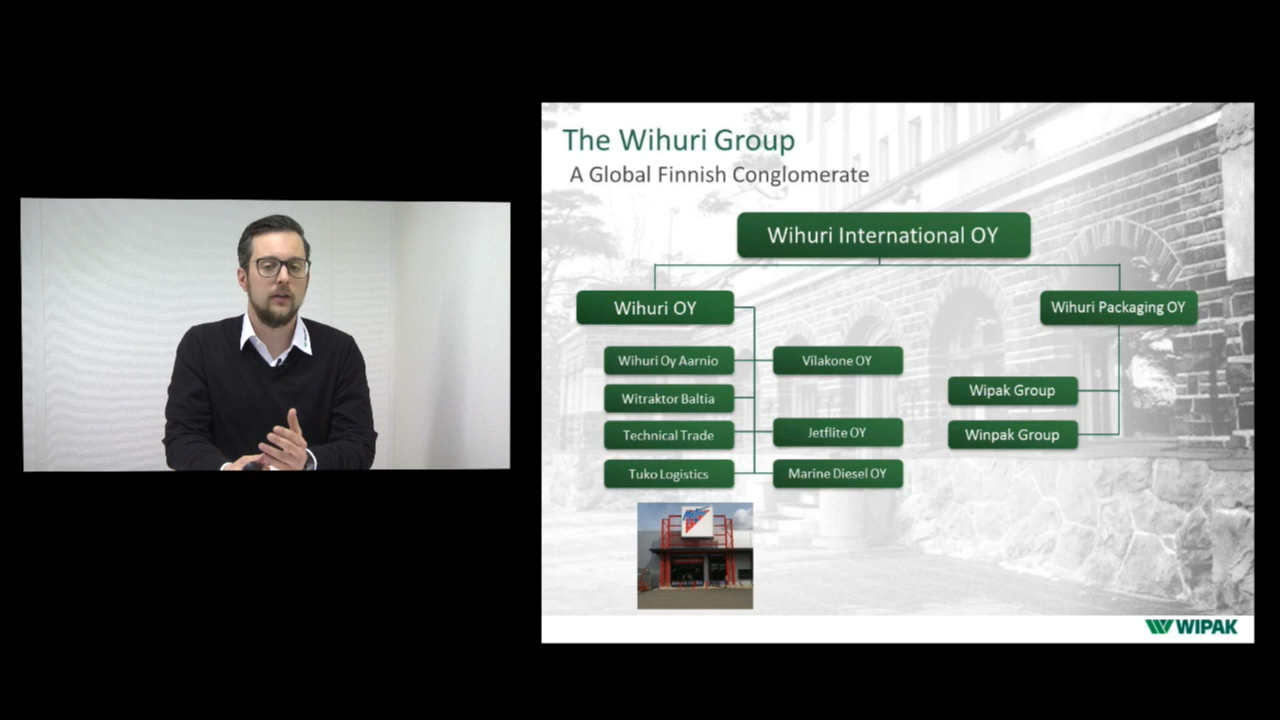 The Wihuri Group
A Global Finnish Conglomerate
Wihuri International OY
Wihuri OY
Wihuri Packaging OY
Wihuri Oy Aarnio
Vilakone OY
Witraktor Baltia
Technical Trade
Jetflite OY
Tuko Logistics
Marine Diesel OY
Wipak Group
Winpak Group
WIPAK